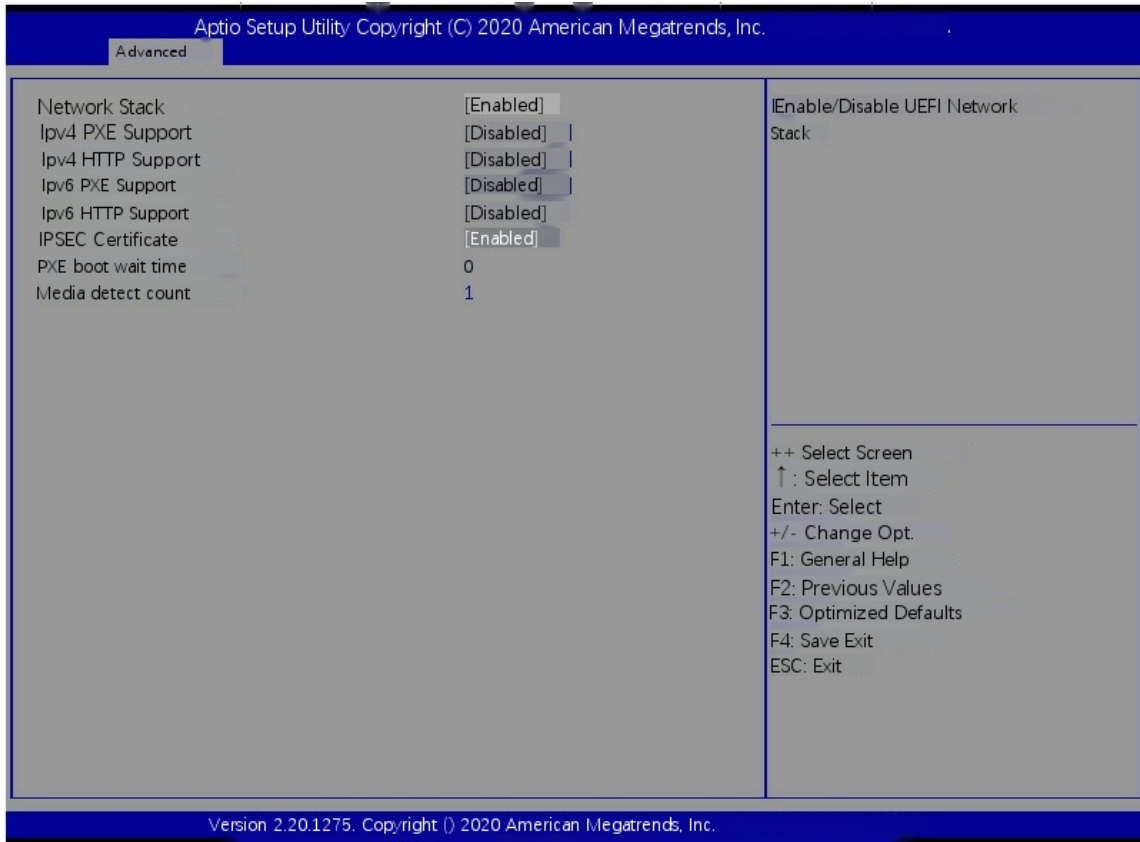 Aptio Setup Utility Copyright (C) 2020 American Megatrends, Inc.
Advanced
Network Stack [Enabled]
Ipv4 PXE Support [Disabled]
Ipv4 HTTP Support [Disabled]
Ipv6 PXE Support [Disabled]
Ipv6 HTTP Support [Disabled]
IPSEC Certificate [Enabled]
PXE boot wait time 0
Media detect count 1
Enable/Disable UEFI Network
Stack
++ Select Screen
↑: Select Item
Enter: Select
+/- Change Opt.
F1: General Help
F2: Previous Values
F3: Optimized Defaults
F4: Save Exit
ESC: Exit
Version 2.20.1275. Copyright () 2020 American Megatrends, Inc.